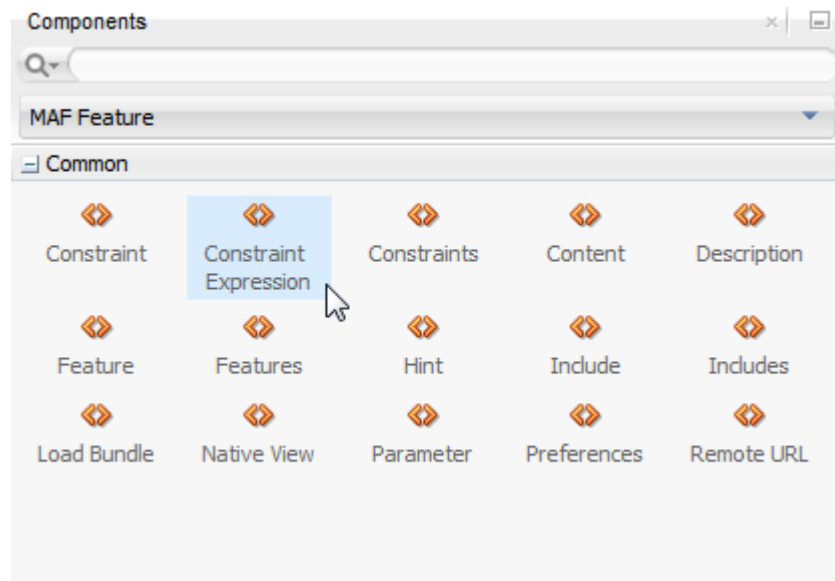 Components
MAF Feature
Common
Constraint
Constraint Expression
Constraints
Content
Description
Feature
Features
Hint
Include
Includes
Load Bundle
Native View
Parameter
Preferences
Remote URL